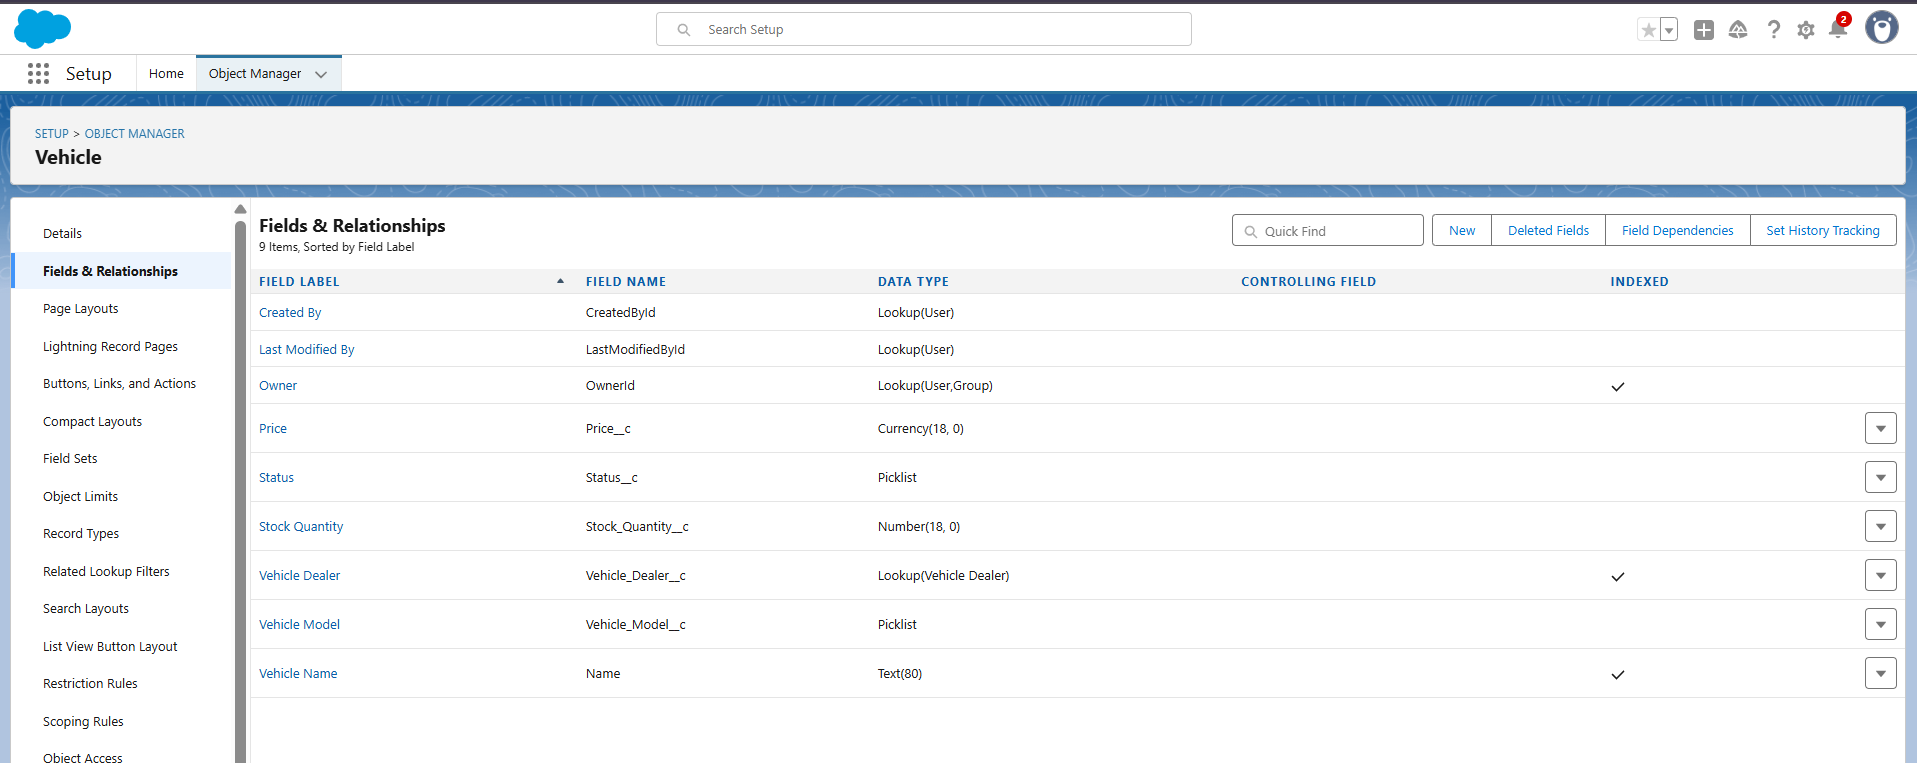 Search Setup
2
Setup
Home
Object Manager
SETUP > OBJECT MANAGER
Vehicle
Details
Fields & Relationships
Page Layouts
Lightning Record Pages
Buttons, Links, and Actions
Compact Layouts
Field Sets
Object Limits
Record Types
Related Lookup Filters
Search Layouts
List View Button Layout
Restriction Rules
Scoping Rules
Object Access
Fields & Relationships
9 Items, Sorted by Field Label
Quick Find
New
Deleted Fields
Field Dependencies
Set History Tracking
FIELD LABEL FIELD NAME DATA TYPE CONTROLLING FIELD INDEXED
Created By CreatedById Lookup(User)
Last Modified By LastModifiedById Lookup(User)
Owner OwnerId Lookup(User,Group)
Price Price__c Currency(18, 0)
Status Status__c Picklist
Stock Quantity Stock_Quantity__c Number(18, 0)
Vehicle Dealer Vehicle_Dealer__c Lookup(Vehicle Dealer)
Vehicle Model Vehicle_Model__c Picklist
Vehicle Name Name Text(80)